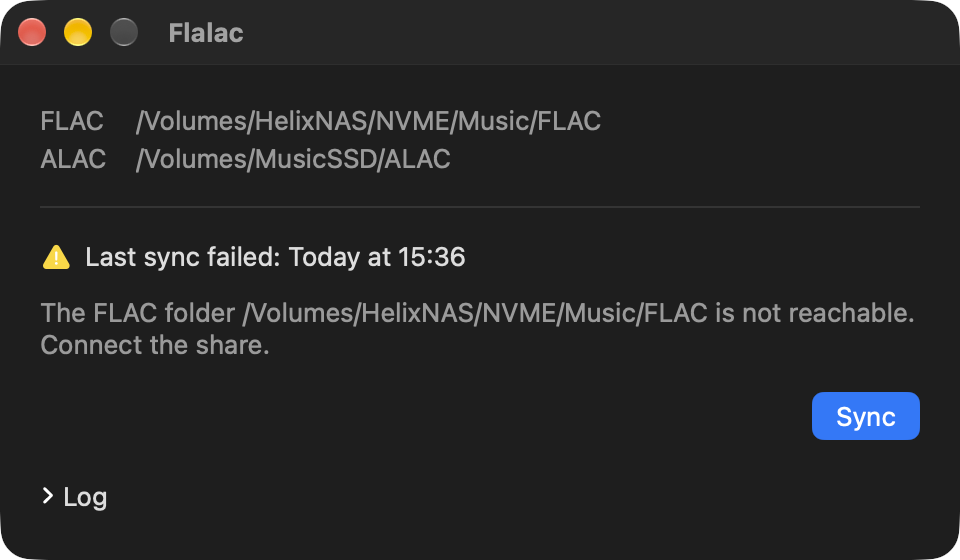 Flalac
FLAC /Volumes/HelixNAS/NVME/Music/FLAC
ALAC /Volumes/MusicSSD/ALAC
Last sync failed: Today at 15:36
The FLAC folder /Volumes/HelixNAS/NVME/Music/FLAC is not reachable.
Connect the share.
Sync
Log